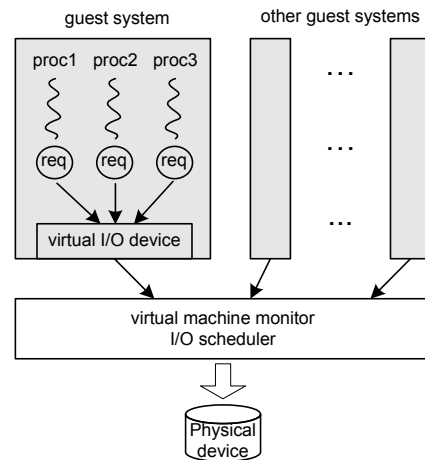 guest system
other guest systems
proc1 proc2 proc3
...
req req req
...
virtual I/O device
...
virtual machine monitor
I/O scheduler
Physical
device